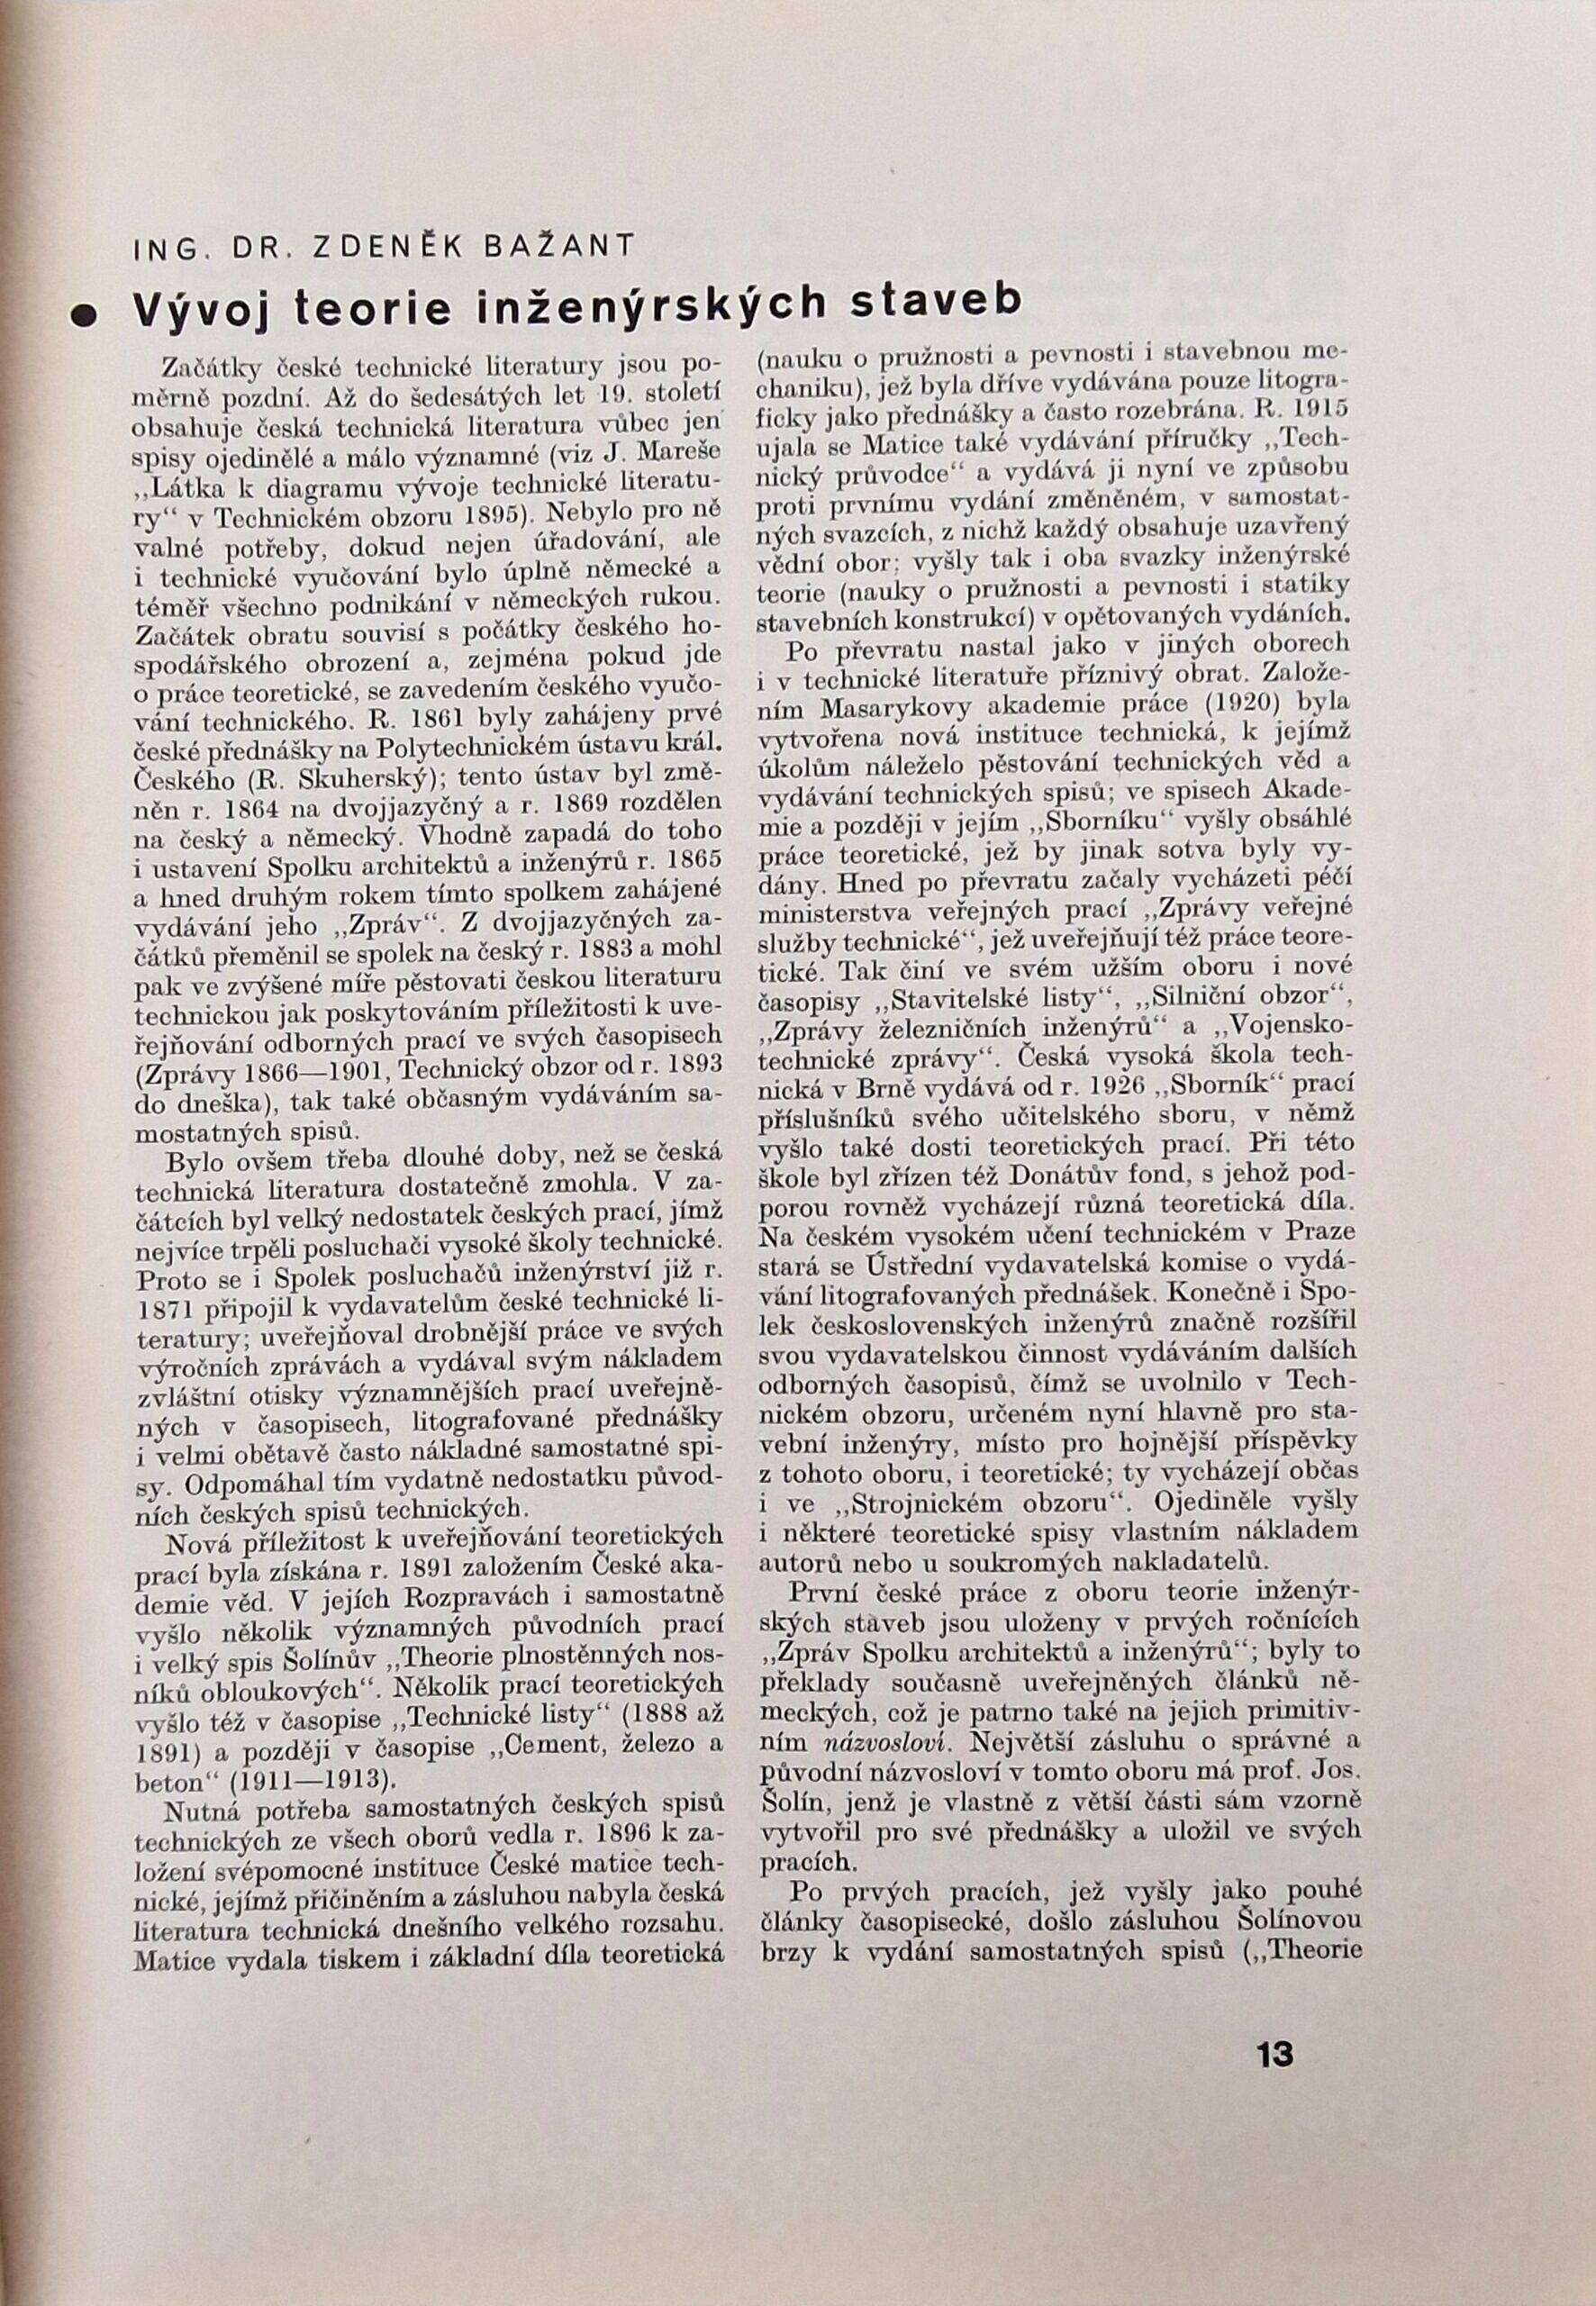 ING. DR. ZDENĚK BAŽANT
● Vývoj teorie inženýrských staveb
Začátky české technické literatury jsou po-
měrně pozdní. Až do šedesátých let 19. století
obsahuje česká technická literatura vůbec jen
spisy ojedinělé a málo významné (viz J. Mareše
„Látka k diagramu vývoje technické literatu-
ry“ v Technickém obzoru 1895). Nebylo pro ně
valné potřeby, dokud nejen úřadování, ale
i technické vyučování bylo úplně německé a
téměř všechno podnikání v německých rukou.
Začátek obratu souvisí s počátky českého ho-
spodářského obrození a, zejména pokud jde
o práce teoretické, se zavedením českého vyučo-
vání technického. R. 1861 byly zahájeny prvé
české přednášky na Polytechnickém ústavu král.
Českého (R. Skuherský); tento ústav byl změ-
něn r. 1864 na dvojjazyčný a r. 1869 rozdělen
na český a německý. Vhodně zapadá do toho
i ustavení Spolku architektů a inženýrů r. 1865
a hned druhým rokem tímto spolkem zahájené
vydávání jeho „Zpráv“. Z dvojjazyčných za-
čátků přeměnil se spolek na český r. 1883 a mohl
pak ve zvýšené míře pěstovati českou literaturu
technickou jak poskytováním příležitosti k uve-
řejňování odborných prací ve svých časopisech
(Zprávy 1866—1901, Technický obzor od r. 1893
do dneška), tak také občasným vydáváním sa-
mostatných spisů.
Bylo ovšem třeba dlouhé doby, než se česká
technická literatura dostatečně zmohla. V za-
čátcích byl velký nedostatek českých prací, jímž
nejvíce trpěli posluchači vysoké školy technické.
Proto se i Spolek posluchačů inženýrství již r.
1871 připojil k vydavatelům české technické li-
teratury; uveřejňoval drobnější práce ve svých
výročních zprávách a vydával svým nákladem
zvláštní otisky významnějších prací uveřejně-
ných v časopisech, litografované přednášky
i velmi obětavě často nákladné samostatné spi-
sy. Odpomáhal tím vydatně nedostatku původ-
ních českých spisů technických.
Nová příležitost k uveřejňování teoretických
prací byla získána r. 1891 založením České aka-
demie věd. V jejích Rozpravách i samostatně
vyšlo několik významných původních prací
i velký spis Šolínův „Theorie plnostěnných nos-
níků obloukových“. Několik prací teoretických
vyšlo též v časopise „Technické listy“ (1888 až
1891) a později v časopise „Cement, železo a
beton“ (1911—1913).
Nutná potřeba samostatných českých spisů
technických ze všech oborů vedla r. 1896 k za-
ložení svépomocné instituce České matice tech-
nické, jejímž přičiněním a zásluhou nabyla česká
literatura technická dnešního velkého rozsahu.
Matice vydala tiskem i základní díla teoretická
(nauku o pružnosti a pevnosti i stavebnou me-
chaniku), jež byla dříve vydávána pouze litogra-
ficky jako přednášky a často rozebrána. R. 1915
ujala se Matice také vydávání příručky „Tech-
nický průvodce“ a vydává ji nyní ve způsobu
proti prvnímu vydání změněném, v samostat-
ných svazcích, z nichž každý obsahuje uzavřený
vědní obor; vyšly tak i oba svazky inženýrské
teorie (nauky o pružnosti a pevnosti i statiky
stavebních konstrukcí) v opětovaných vydáních.
Po převratu nastal jako v jiných oborech
i v technické literatuře příznivý obrat. Založe-
ním Masarykovy akademie práce (1920) byla
vytvořena nová instituce technická, k jejímž
úkolům náleželo pěstování technických věd a
vydávání technických spisů; ve spisech Akade-
mie a později v jejím „Sborníku“ vyšly obsáhlé
práce teoretické, jež by jinak sotva byly vy-
dány. Hned po převratu začaly vycházeti péčí
ministerstva veřejných prací „Zprávy veřejné
služby technické“, jež uveřejňují též práce teore-
tické. Tak činí ve svém užším oboru i nové
časopisy „Stavitelské listy“, „Silniční obzor“,
„Zprávy železničních inženýrů“ a „Vojensko-
technické zprávy“. Česká vysoká škola tech-
nická v Brně vydává od r. 1926 „Sborník“ prací
příslušníků svého učitelského sboru, v němž
vyšlo také dosti teoretických prací. Při této
škole byl zřízen též Donátův fond, s jehož pod-
porou rovněž vycházejí různá teoretická díla.
Na českém vysokém učení technickém v Praze
stará se Ústřední vydavatelská komise o vydá-
vání litografovaných přednášek. Konečně i Spo-
lek československých inženýrů značně rozšířil
svou vydavatelskou činnost vydáváním dalších
odborných časopisů, čímž se uvolnilo v Tech-
nickém obzoru, určeném nyní hlavně pro sta-
vební inženýry, místo pro hojnější příspěvky
z tohoto oboru, i teoretické; ty vycházejí občas
i ve „Strojnickém obzoru“. Ojediněle vyšly
i některé teoretické spisy vlastním nákladem
autorů nebo u soukromých nakladatelů.
První české práce z oboru teorie inženýr-
ských staveb jsou uloženy v prvých ročnících
„Zpráv Spolku architektů a inženýrů“; byly to
překlady současně uveřejněných článků ně-
meckých, což je patrno také na jejich primitiv-
ním názvosloví. Největší zásluhu o správné a
původní názvosloví v tomto oboru má prof. Jos.
Šolín, jenž je vlastně z větší části sám vzorně
vytvořil pro své přednášky a uložil ve svých
pracích.
Po prvých pracích, jež vyšly jako pouhé
články časopisecké, došlo zásluhou Šolínovou
brzy k vydání samostatných spisů („Theorie
13